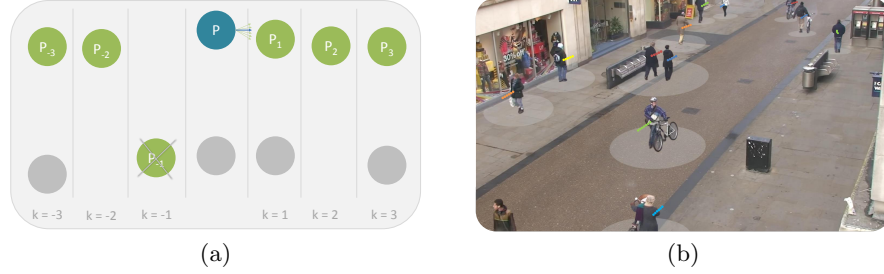 P₋₃ P₋₂ P P₁ P₂ P₃
P₋₁
k = -3 k = -2 k = -1 k = 1 k = 2 k = 3
(a) (b)